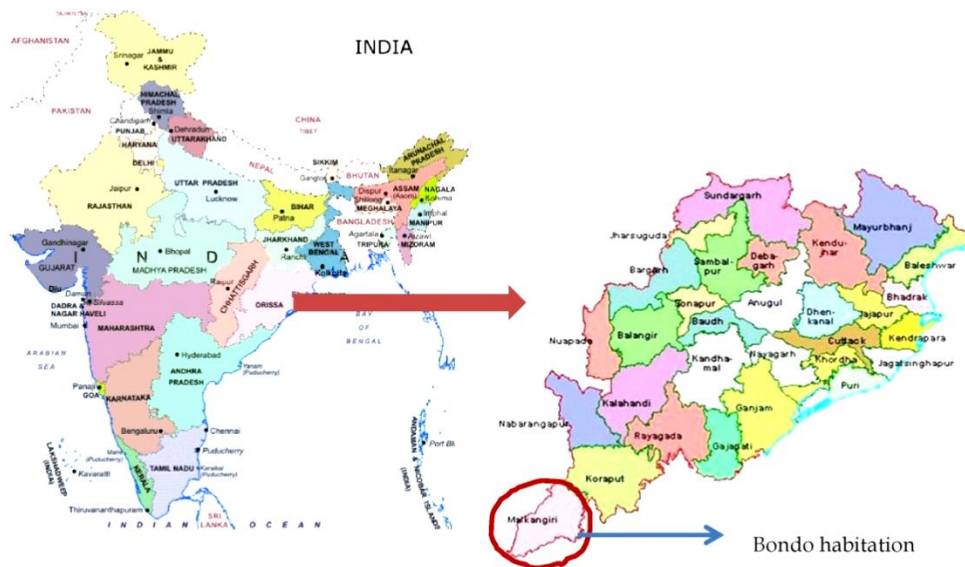 INDIA
AFGHANISTAN
Srinagar
JAMMU
&
KASHMIR
HIMACHAL
PRADESH
Shimla
PAKISTAN
Chandigarh
PUNJAB
Dehradun
UTTARAKHAND
CHINA
TIBET
HARYANA
DELHI
NEPAL
SIKKIM
Gangtok
BHUTAN
ARUNACHAL
PRADESH
Itanagar
Jaipur
RAJASTHAN
UTTAR PRADESH
Lucknow
BIHAR
Patna
Dispur
Shillong
MEGHALAYA
ASSAM
(Asom)
NAGALA
Kohima
Imphal
MANIPUR
BANGLADESH
Agartala
TRIPURA
Aizawl
MIZORAM
Gandhinagar
GUJARAT
I N D A
Bhopal
MADHYA PRADESH
JHARKHAND
Ranchi
WEST
BENGAL
Kolkata
Diu
Daman
Silvassa
DADRA &
NAGAR HAVELI
Mumbai
MAHARASHTRA
Raipur
CHHATTISGARH
ORISSA
BAY
OF
BENGAL
ARABIAN
SEA
Hyderabad
ANDHRA
PRADESH
Yanam
(Puducherry)
Panaji
GOA
KARNATAKA
Bengaluru
Chennai
Mahe
(Puducherry)
Puducherry
Karaikal
(Puducherry)
TAMIL NADU
KERALA
LAKSHADWEEP
(INDIA)
Kavaratti
Thiruvananthapuram
SRI
LANKA
INDIAN OCEAN
ANDAMAN & NICOBAR ISLANDS
(INDIA)
Port Bl
Sundargarh
Jharsuguda
Mayurbhanj
Kendu-
jhar
Sambal-
pur
Deba-
garh
Bargarh
Baleshwar
Bhadrak
Sonapur
Anugul
Dhen-
kanal
Jajapur
Balangir
Baudh
Nuapada
Cuttack
Kendrapara
Nayagarh
Khordha
Jagatsinghapur
Kandha-
mal
Puri
Kalahandi
Nabarangapur
Ganjam
Rayagada
Gajapati
Koraput
Malkangiri
Bondo habitation